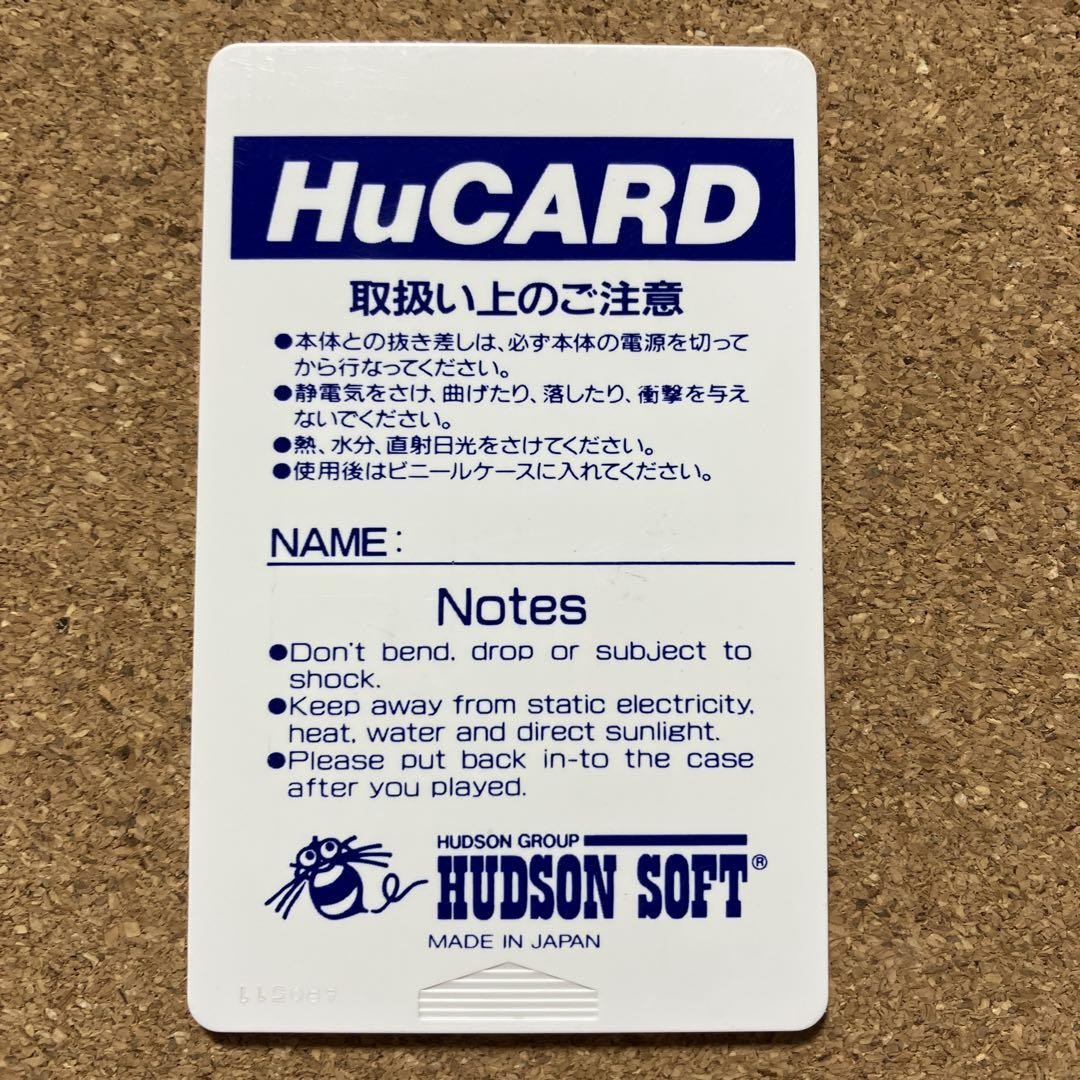 HuCARD
取扱い上のご注意
●本体との抜き差しは、必ず本体の電源を切って
から行なってください。
●静電気をさけ、曲げたり、落したり、衝撃を与え
ないでください。
●熱、水分、直射日光をさけてください。
●使用後はビニールケースに入れてください。
NAME:
Notes
●Don't bend, drop or subject to
shock.
●Keep away from static electricity,
heat, water and direct sunlight.
●Please put back in-to the case
after you played.
HUDSON GROUP
HUDSON SOFT®
MADE IN JAPAN